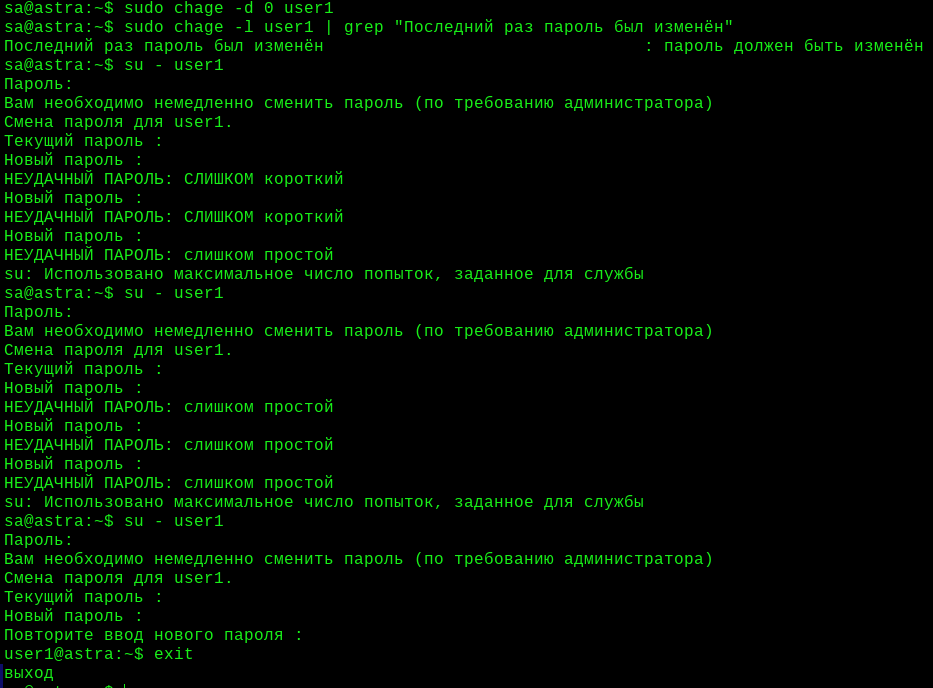 sa@astra:~$ sudo chage -d 0 user1
sa@astra:~$ sudo chage -l user1 | grep "Последний раз пароль был изменён"
Последний раз пароль был изменён                                : пароль должен быть изменён
sa@astra:~$ su - user1
Пароль:
Вам необходимо немедленно сменить пароль (по требованию администратора)
Смена пароля для user1.
Текущий пароль :
Новый пароль :
НЕУДАЧНЫЙ ПАРОЛЬ: СЛИШКОМ короткий
Новый пароль :
НЕУДАЧНЫЙ ПАРОЛЬ: СЛИШКОМ короткий
Новый пароль :
НЕУДАЧНЫЙ ПАРОЛЬ: слишком простой
su: Использовано максимальное число попыток, заданное для службы
sa@astra:~$ su - user1
Пароль:
Вам необходимо немедленно сменить пароль (по требованию администратора)
Смена пароля для user1.
Текущий пароль :
Новый пароль :
НЕУДАЧНЫЙ ПАРОЛЬ: слишком простой
Новый пароль :
НЕУДАЧНЫЙ ПАРОЛЬ: слишком простой
Новый пароль :
НЕУДАЧНЫЙ ПАРОЛЬ: слишком простой
su: Использовано максимальное число попыток, заданное для службы
sa@astra:~$ su - user1
Пароль:
Вам необходимо немедленно сменить пароль (по требованию администратора)
Смена пароля для user1.
Текущий пароль :
Новый пароль :
Повторите ввод нового пароля :
user1@astra:~$ exit
выход